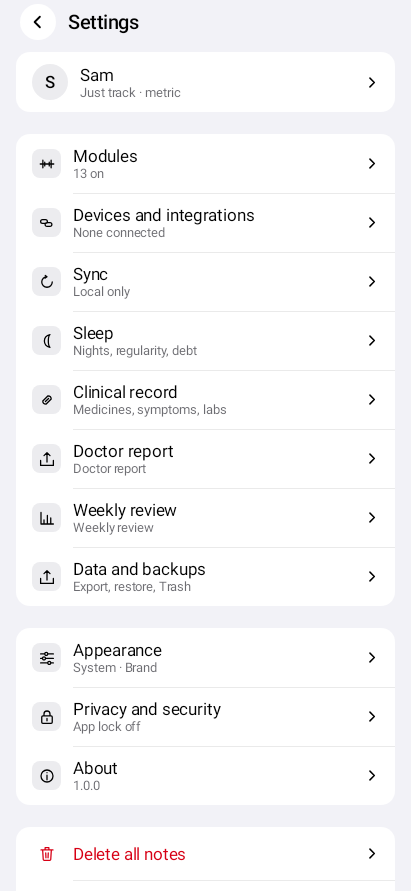 Settings
S
Sam
Just track · metric
Modules
13 on
Devices and integrations
None connected
Sync
Local only
Sleep
Nights, regularity, debt
Clinical record
Medicines, symptoms, labs
Doctor report
Doctor report
Weekly review
Weekly review
Data and backups
Export, restore, Trash
Appearance
System · Brand
Privacy and security
App lock off
About
1.0.0
Delete all notes